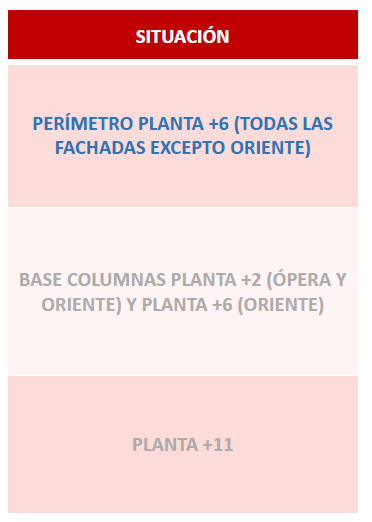 SITUACIÓN
PERÍMETRO PLANTA +6 (TODAS LAS
FACHADAS EXCEPTO ORIENTE)
BASE COLUMNAS PLANTA +2 (ÓPERA Y
ORIENTE) Y PLANTA +6 (ORIENTE)
PLANTA +11